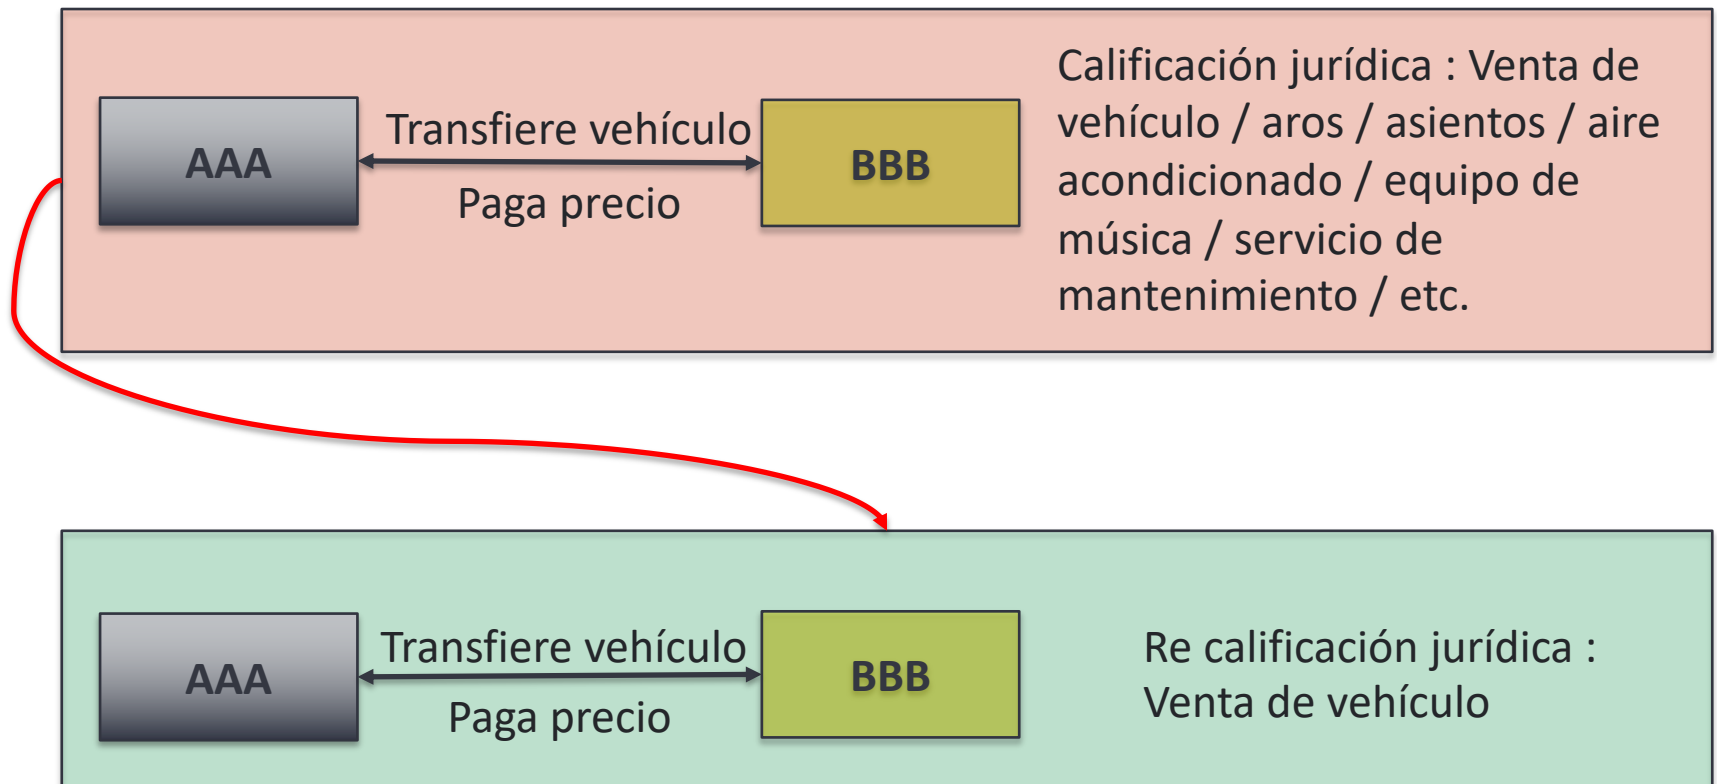 AAA
Transfiere vehículo
Paga precio
BBB
Calificación jurídica : Venta de
vehículo / aros / asientos / aire
acondicionado / equipo de
música / servicio de
mantenimiento / etc.
AAA
Transfiere vehículo
Paga precio
BBB
Re calificación jurídica :
Venta de vehículo